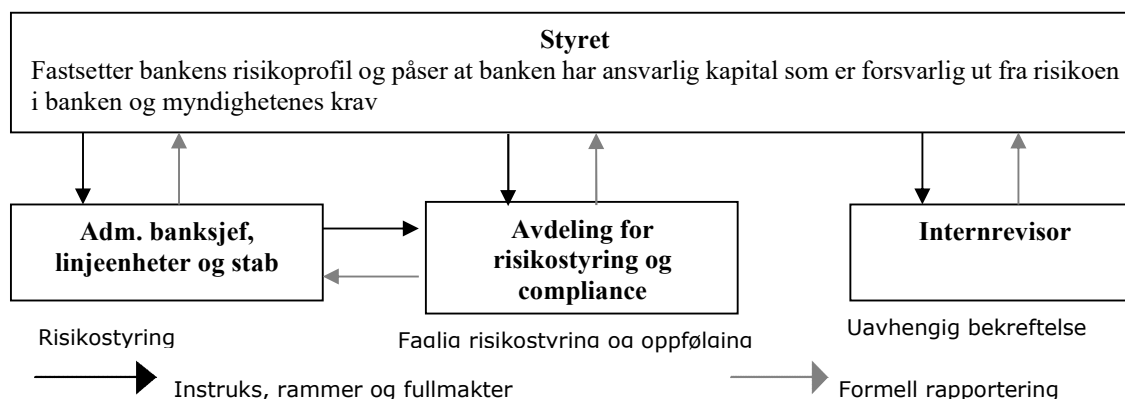 Styret
Fastsetter bankens risikoprofil og påser at banken har ansvarlig kapital som er forsvarlig ut fra risikoen
i banken og myndighetenes krav
Adm. banksjef,
linjeenheter og stab
Avdeling for
risikostyring og
compliance
Internrevisor
Risikostyring
Faglig risikostyring og oppfølging
Uavhengig bekreftelse
Instruks, rammer og fullmakter
Formell rapportering